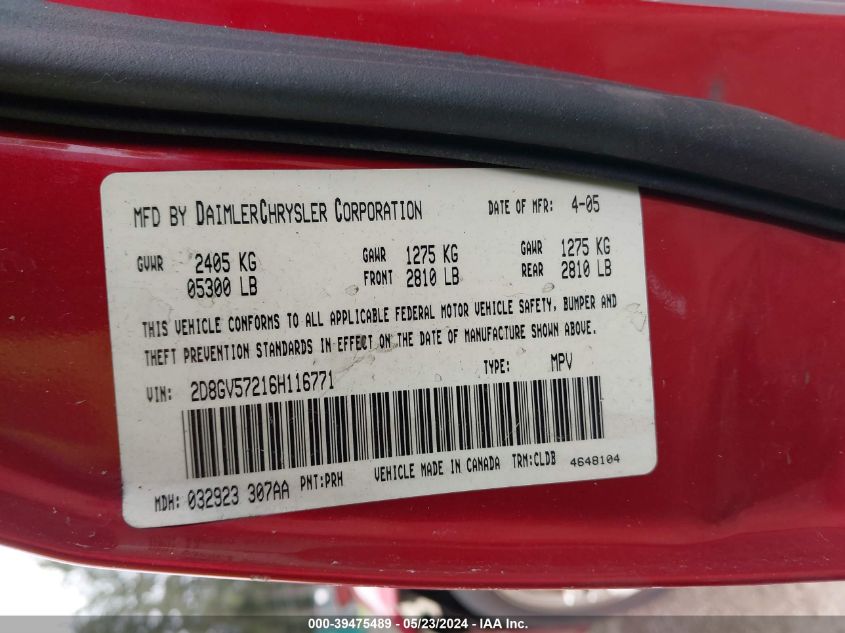 MFD BY DAIMLERCHRYSLER CORPORATION DATE OF MFR: 4-05
GVWR 2405 KG GAWR 1275 KG GAWR 1275 KG
05300 LB FRONT 2810 LB REAR 2810 LB
THIS VEHICLE CONFORMS TO ALL APPLICABLE FEDERAL MOTOR VEHICLE SAFETY, BUMPER AND
THEFT PREVENTION STANDARDS IN EFFECT ON THE DATE OF MANUFACTURE SHOWN ABOVE.
VIN: 2D8GV57216H116771 TYPE: MPV
MDH: 032923 307AA PNT:PRH VEHICLE MADE IN CANADA TRM:CLDB 4648104
000-39475489 - 05/23/2024 - IAA Inc.